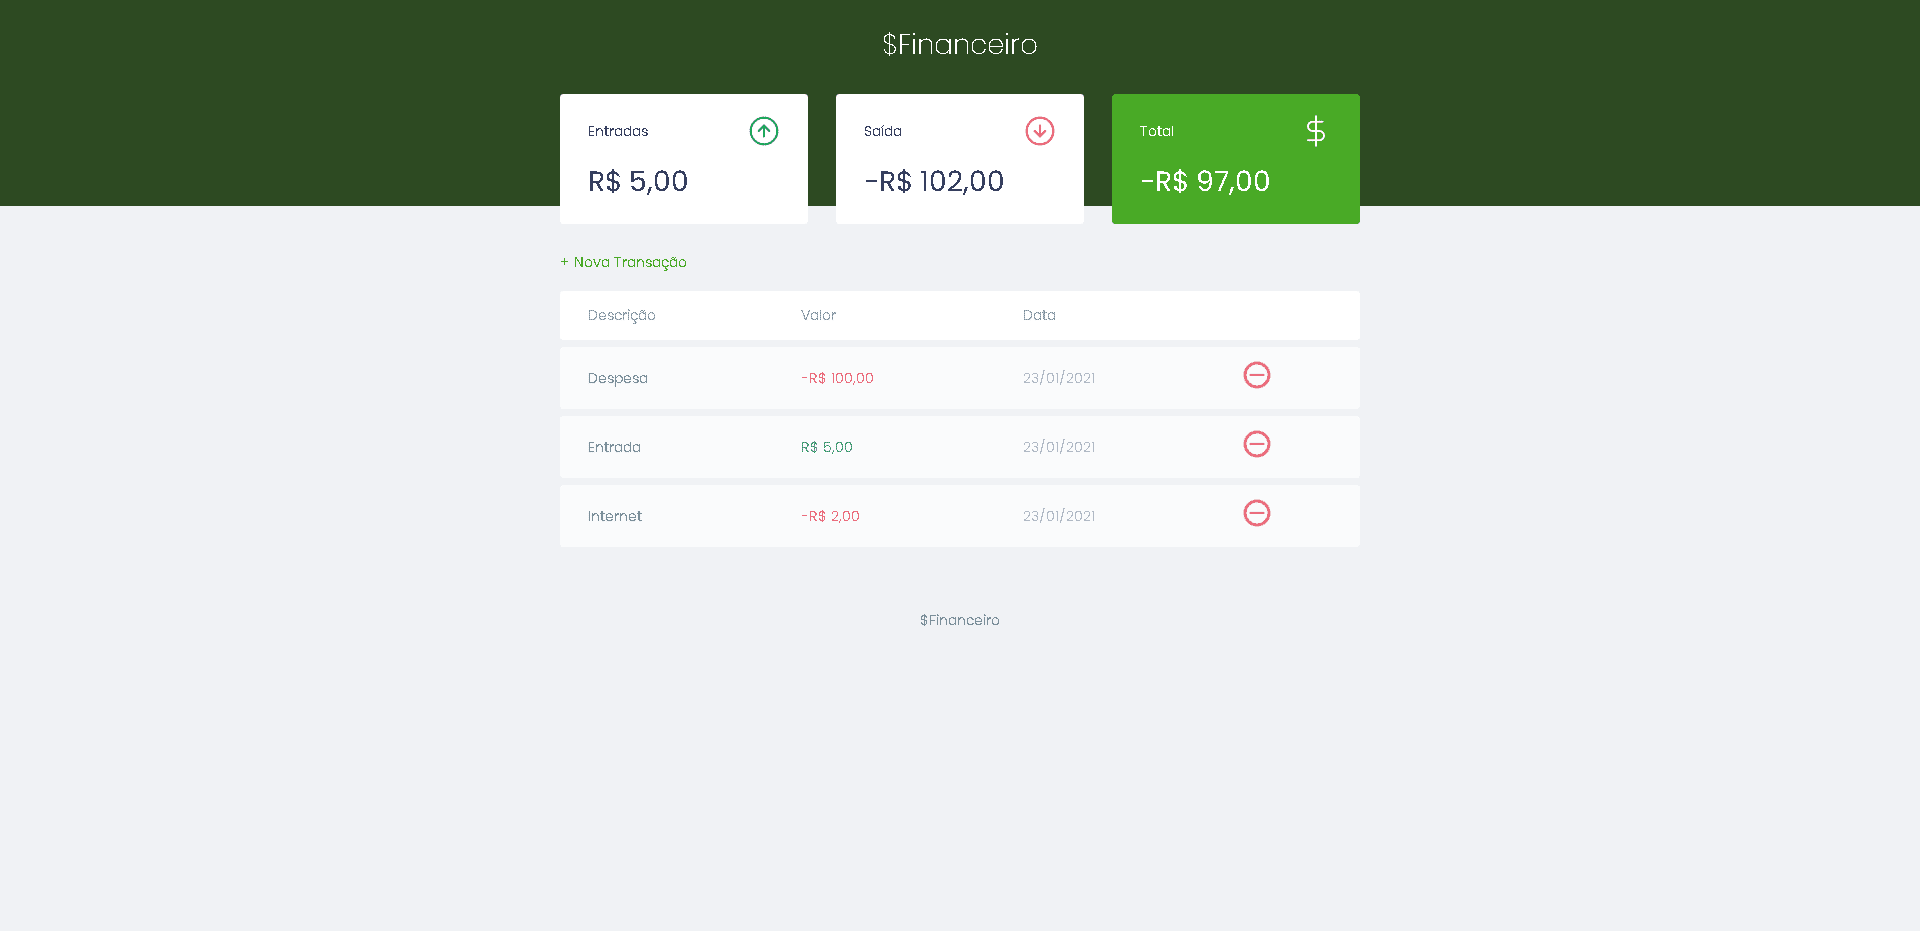 $Financeiro
Entradas
R$ 5,00
Saída
-R$ 102,00
Total
$
-R$ 97,00
+ Nova Transação
Descrição Valor Data
Despesa -R$ 100,00 23/01/2021
Entrada R$ 5,00 23/01/2021
Internet -R$ 2,00 23/01/2021
$Financeiro